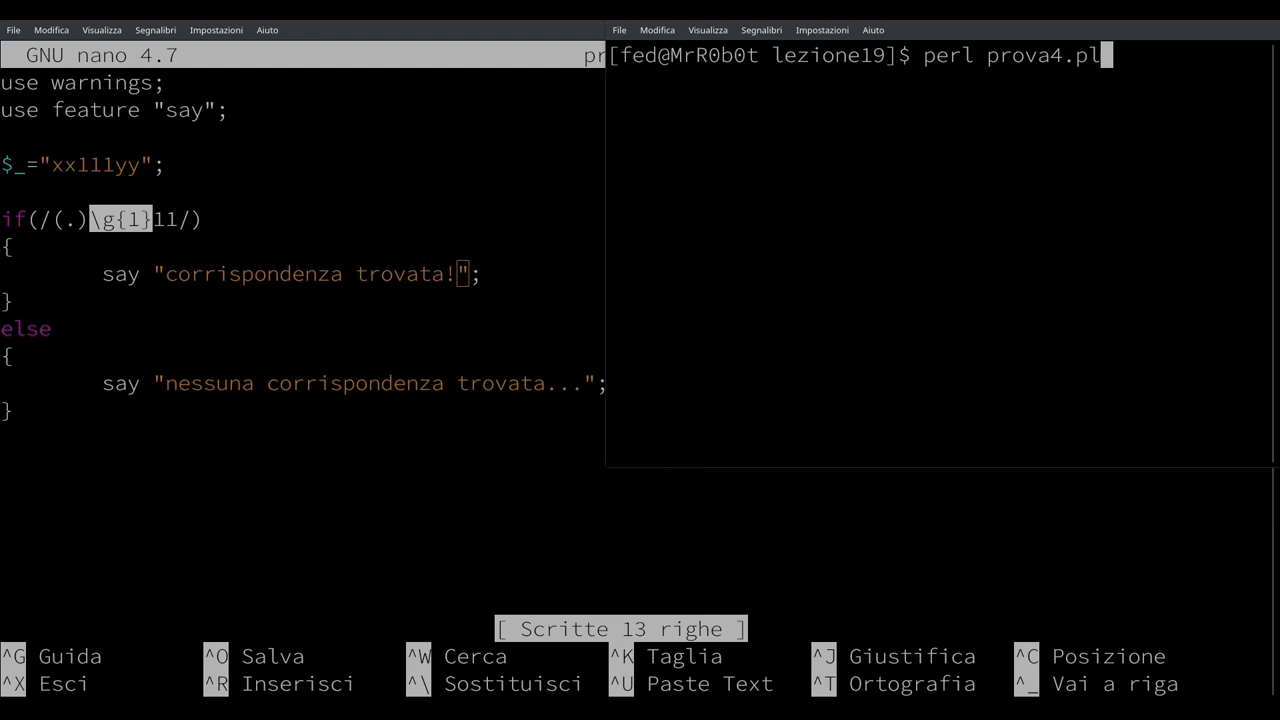 File Modifica Visualizza Segnalibri Impostazioni Aiuto
GNU nano 4.7 pr
use warnings;
use feature "say";
$_="xx111yy";
if(/(.)\g{1}11/)
{
say "corrispondenza trovata!";
}
else
{
say "nessuna corrispondenza trovata...";
}
File Modifica Visualizza Segnalibri Impostazioni Aiuto
[fed@MrR0b0t lezione19]$ perl prova4.pl
[ Scritte 13 righe ]
^G Guida ^O Salva ^W Cerca ^K Taglia ^J Giustifica ^C Posizione
^X Esci ^R Inserisci ^\ Sostituisci ^U Paste Text ^T Ortografia ^_ Vai a riga